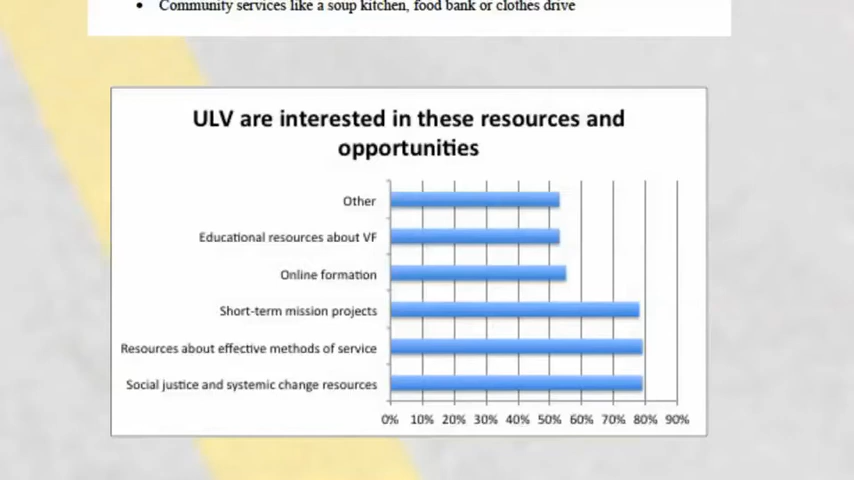 • Community services like a soup kitchen, food bank or clothes drive
ULV are interested in these resources and
opportunities
Other
Educational resources about VF
Online formation
Short-term mission projects
Resources about effective methods of service
Social justice and systemic change resources
0% 10% 20% 30% 40% 50% 60% 70% 80% 90%